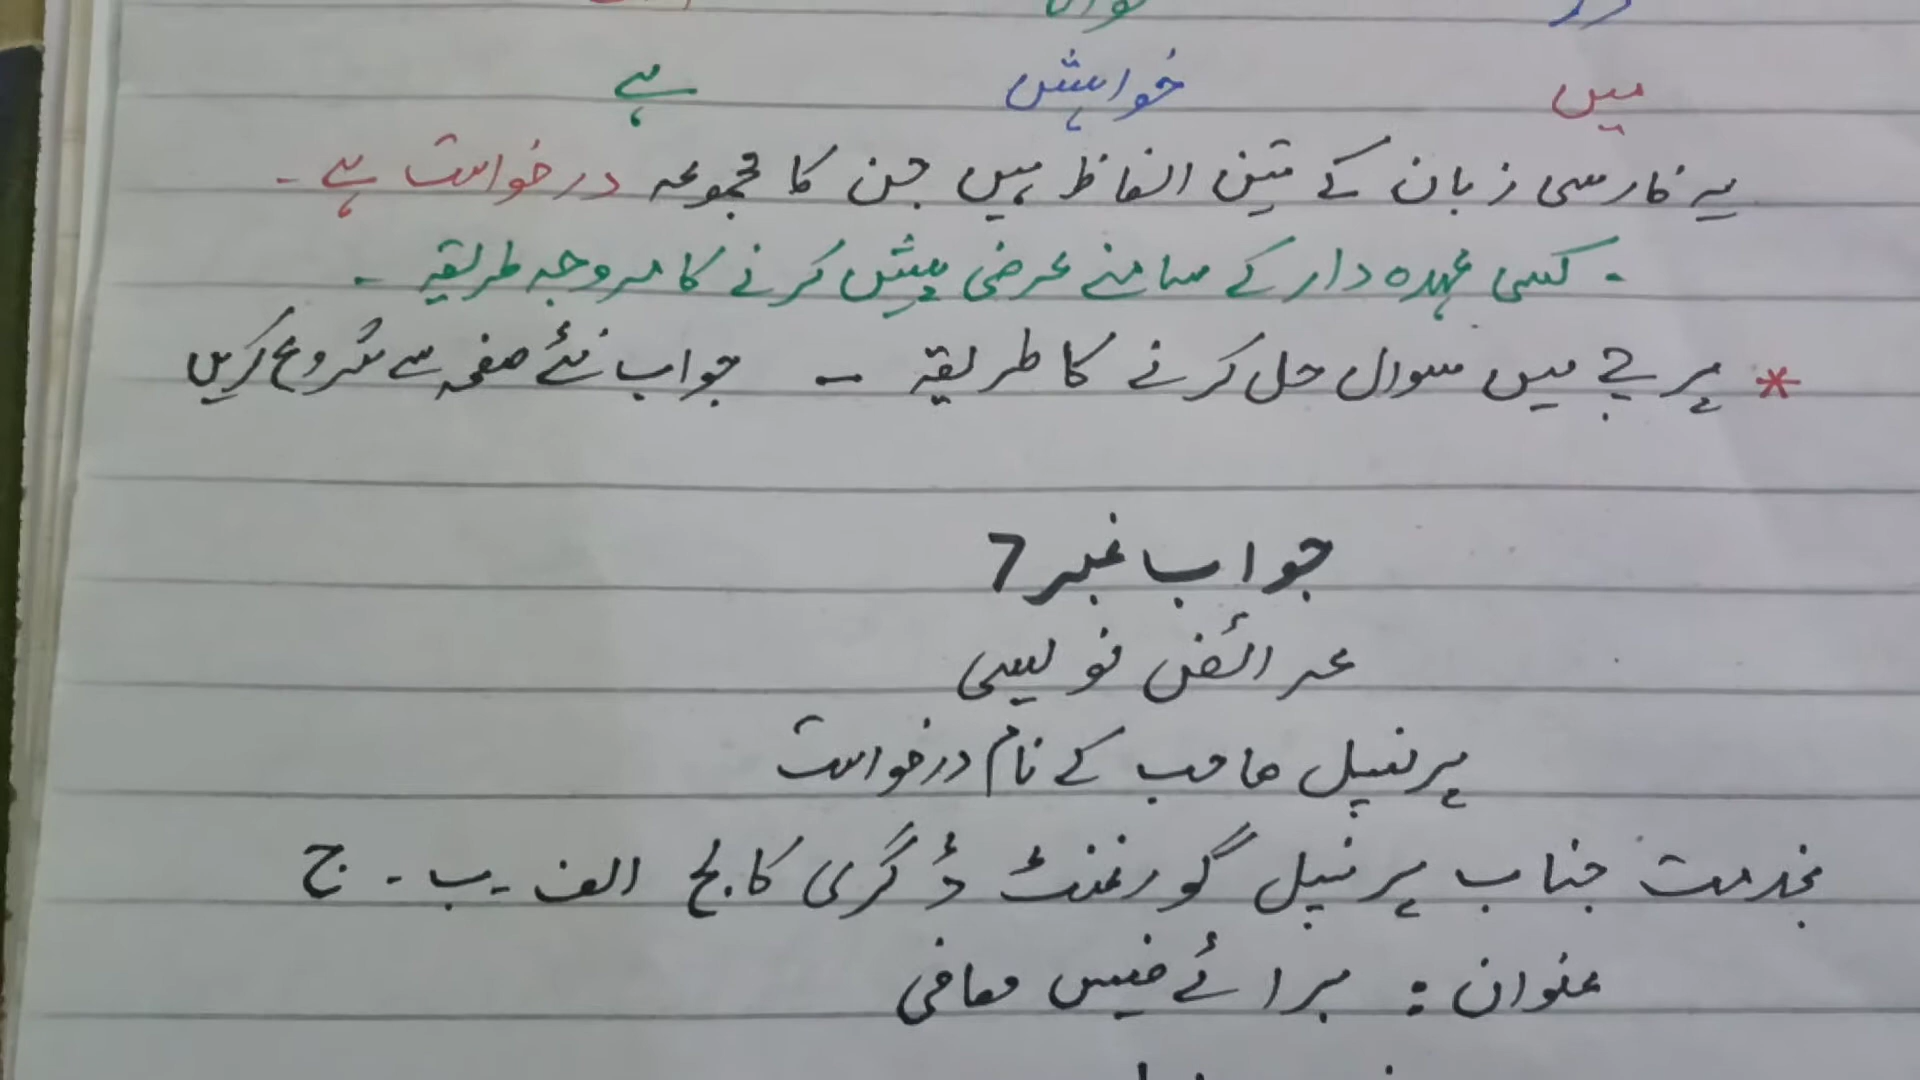 میں خواہش ہے
یہ فارسی زبان کے تین الفاظ ہیں جن کا مجموعہ درخواست ہے ۔
۔ کسی عہدہ دار کے سامنے عرضی پیش کرنے کا مروجہ طریقہ ۔
* پرچے میں سوال حل کرنے کا طریقہ ۔ جواب نئے صفحہ سے شروع کریں
جواب نمبر 7
عرائض نویسی
پرنسپل صاحب کے نام درخواست
بخدمت جناب پرنسپل گورنمنٹ ڈگری کالج الف ۔ ب ۔ ج
عنوان : برائے فیس معافی